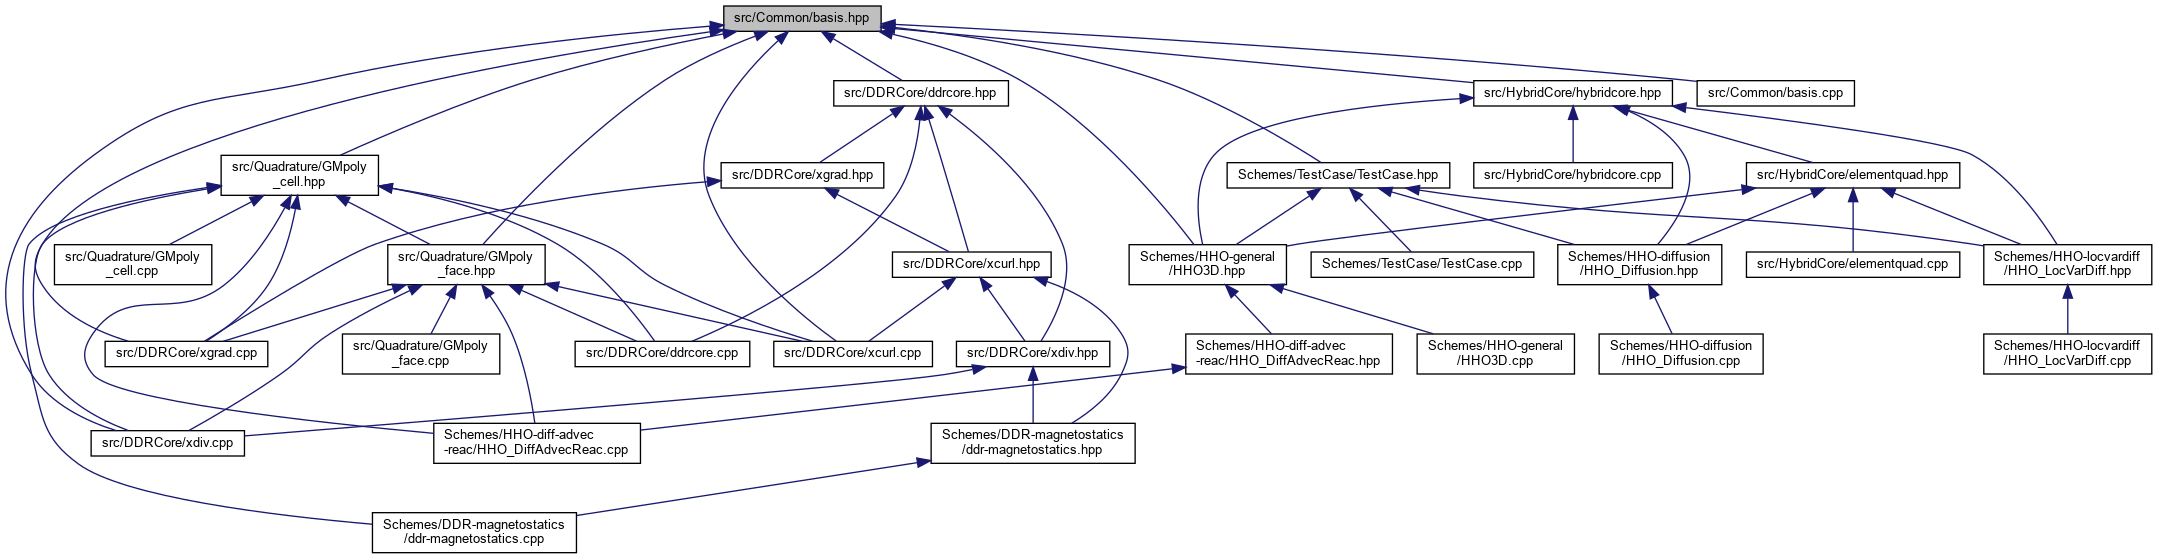 src/Common/basis.hpp
src/DDRCore/ddrcore.hpp
src/HybridCore/hybridcore.hpp
src/Common/basis.cpp
src/Quadrature/GMpoly
_cell.hpp
src/DDRCore/xgrad.hpp
Schemes/TestCase/TestCase.hpp
src/HybridCore/hybridcore.cpp
src/HybridCore/elementquad.hpp
src/Quadrature/GMpoly
_cell.cpp
src/Quadrature/GMpoly
_face.hpp
src/DDRCore/xcurl.hpp
Schemes/HHO-general
/HHO3D.hpp
Schemes/TestCase/TestCase.cpp
Schemes/HHO-diffusion
/HHO_Diffusion.hpp
src/HybridCore/elementquad.cpp
Schemes/HHO-locvardiff
/HHO_LocVarDiff.hpp
src/DDRCore/xgrad.cpp
src/Quadrature/GMpoly
_face.cpp
src/DDRCore/ddrcore.cpp
src/DDRCore/xcurl.cpp
src/DDRCore/xdiv.hpp
Schemes/HHO-diff-advec
-reac/HHO_DiffAdvecReac.hpp
Schemes/HHO-general
/HHO3D.cpp
Schemes/HHO-diffusion
/HHO_Diffusion.cpp
Schemes/HHO-locvardiff
/HHO_LocVarDiff.cpp
src/DDRCore/xdiv.cpp
Schemes/HHO-diff-advec
-reac/HHO_DiffAdvecReac.cpp
Schemes/DDR-magnetostatics
/ddr-magnetostatics.hpp
Schemes/DDR-magnetostatics
/ddr-magnetostatics.cpp